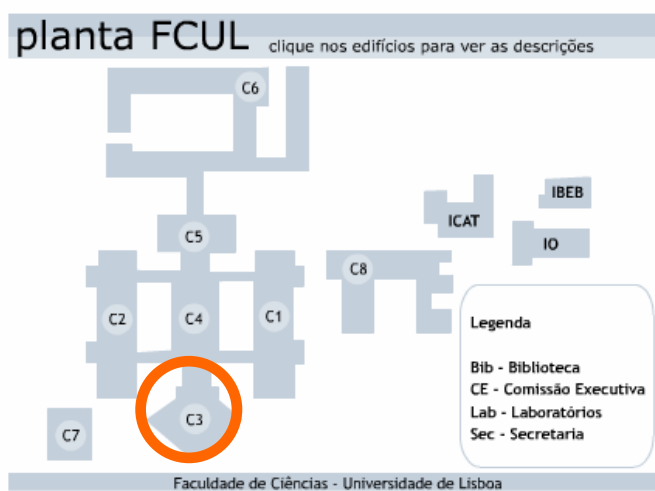 planta FCUL clique nos edifícios para ver as descrições
C6
IBEB
ICAT
C5
IO
C8
C2
C4
C1
Legenda
Bib - Biblioteca
CE - Comissão Executiva
Lab - Laboratórios
Sec - Secretaria
C3
C7
Faculdade de Ciências - Universidade de Lisboa